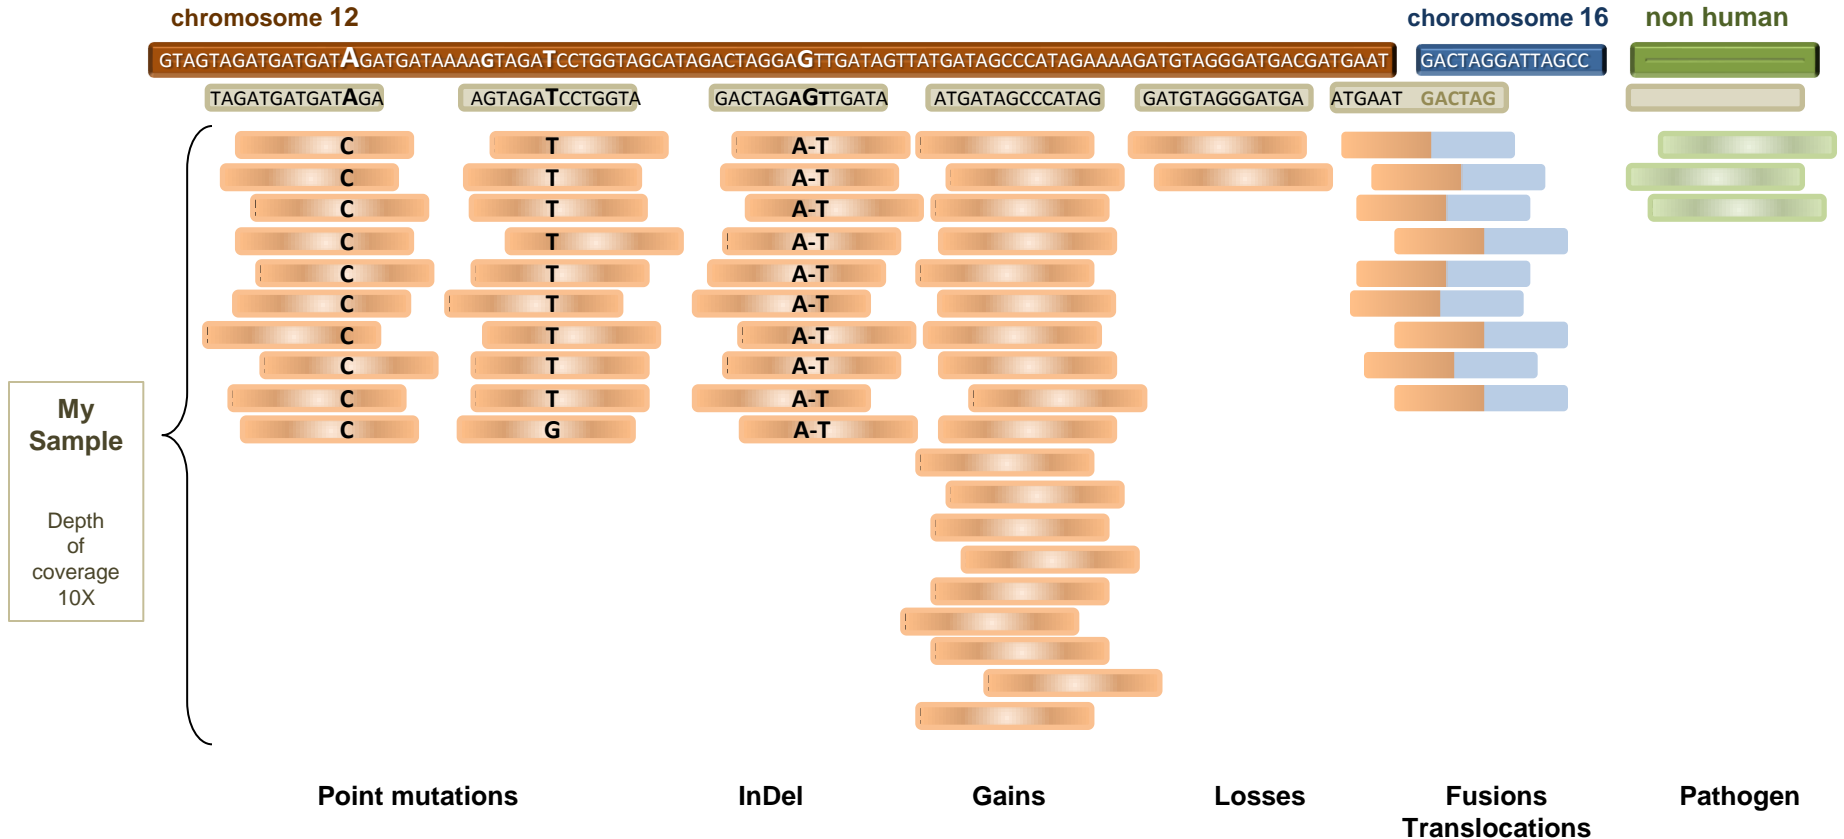 chromosome 12
choromosome 16
non human
GTAGTAGATGATGATAGATGATAAAAGTAGATCCTGGTAGCATAGACTAGGAGTTGATAGTTATGATAGCCCATAGAAAAGATGTAGGGATGACGATGAAT
GACTAGGATTAGCC
TAGATGATGATAGA
AGTAGATCCTGGTA
GACTAGAGTTGATA
ATGATAGCCCATAG
GATGTAGGGATGA
ATGAAT GACTAG
C T A-T
C T A-T
C T A-T
C T A-T
C T A-T
C T A-T
C T A-T
C T A-T
C T A-T
C G A-T
My
Sample
Depth
of
coverage
10X
Point mutations
InDel
Gains
Losses
Fusions
Translocations
Pathogen